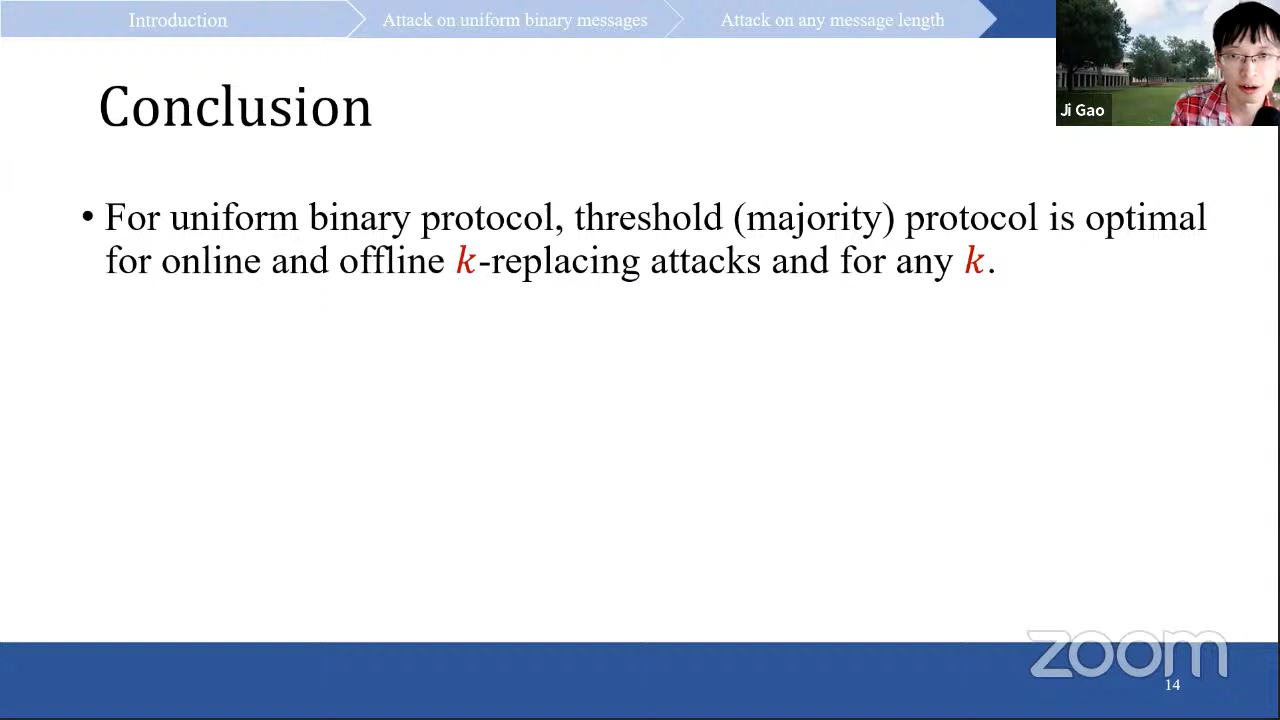 Introduction
Attack on uniform binary messages
Attack on any message length
Ji Gao
Conclusion
• For uniform binary protocol, threshold (majority) protocol is optimal
for online and offline k-replacing attacks and for any k.
zoom
14